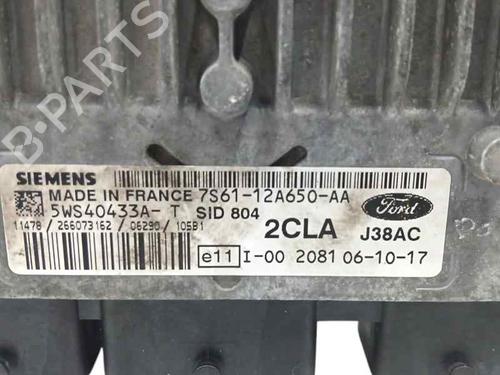 B-PARTS
SIEMENS
MADE IN FRANCE 7S61-12A650-AA
5WS40433A- T SID 804
11478 / 266073162 / 06290 / 105B1
2CLA
Ford
J38AC
e11 I-00 2081 06-10-17